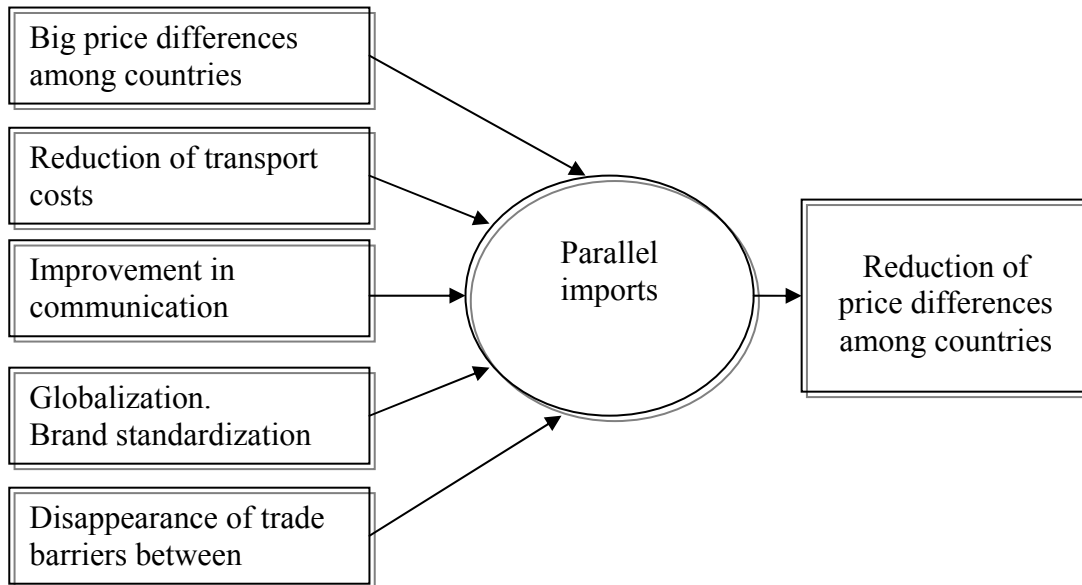 Big price differences
among countries
Reduction of transport
costs
Improvement in
communication
Globalization.
Brand standardization
Disappearance of trade
barriers between
Parallel
imports
Reduction of
price differences
among countries